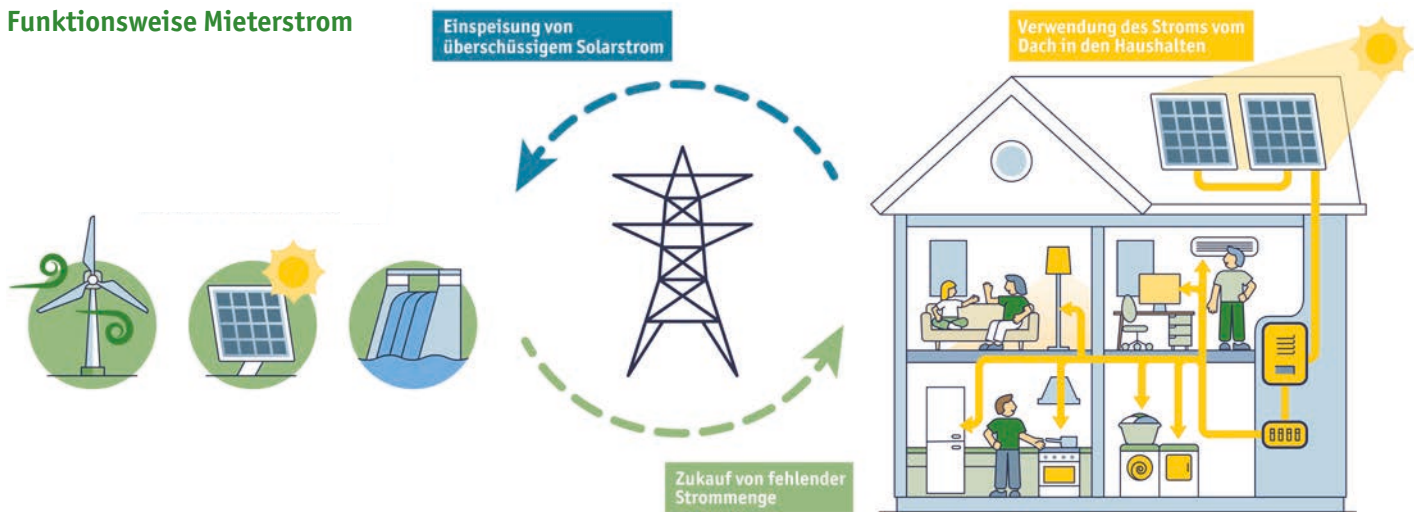 Funktionsweise Mieterstrom
Einspeisung von
überschüssigem Solarstrom
Verwendung des Stroms vom
Dach in den Haushalten
Zukauf von fehlender
Strommenge